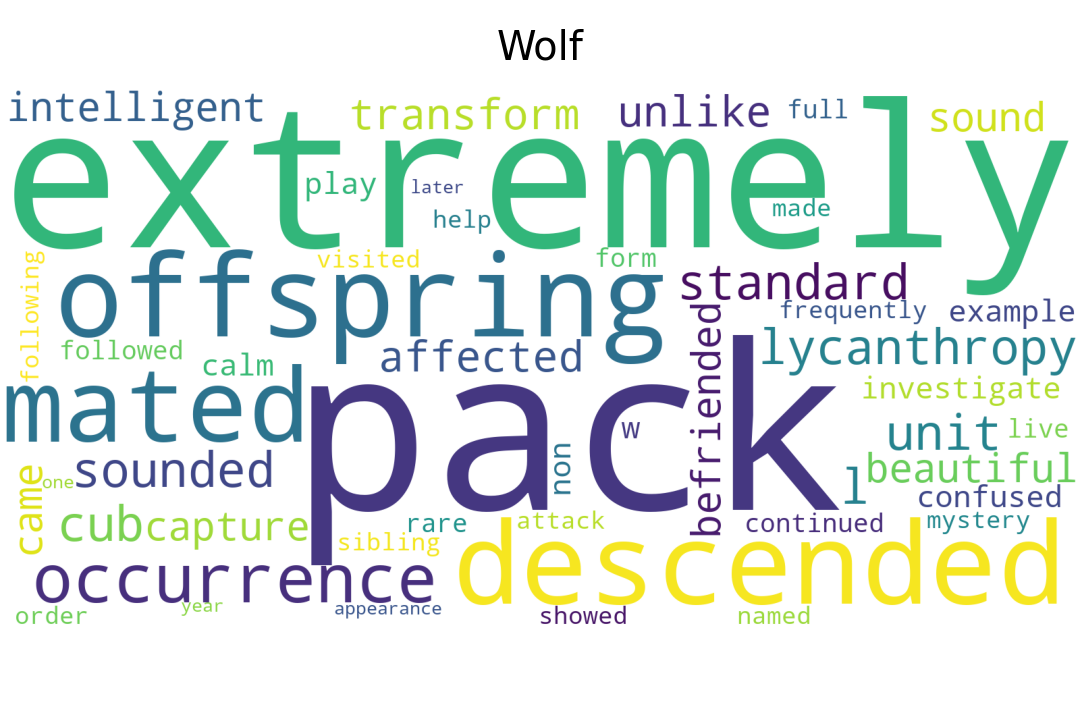 Wolf
intelligent
transform
unlike
full
sound
extremely
play
later
help
made
following
offspring
visited
form
standard
frequently
example
followed
calm
affected
befriended
lycanthropy
mated
pack
investigate
w
unit
live
came
one
sounded
non
l
beautiful
confused
cub
capture
rare
attack
continued
mystery
sibling
occurrence
descended
order
year
appearance
showed
named